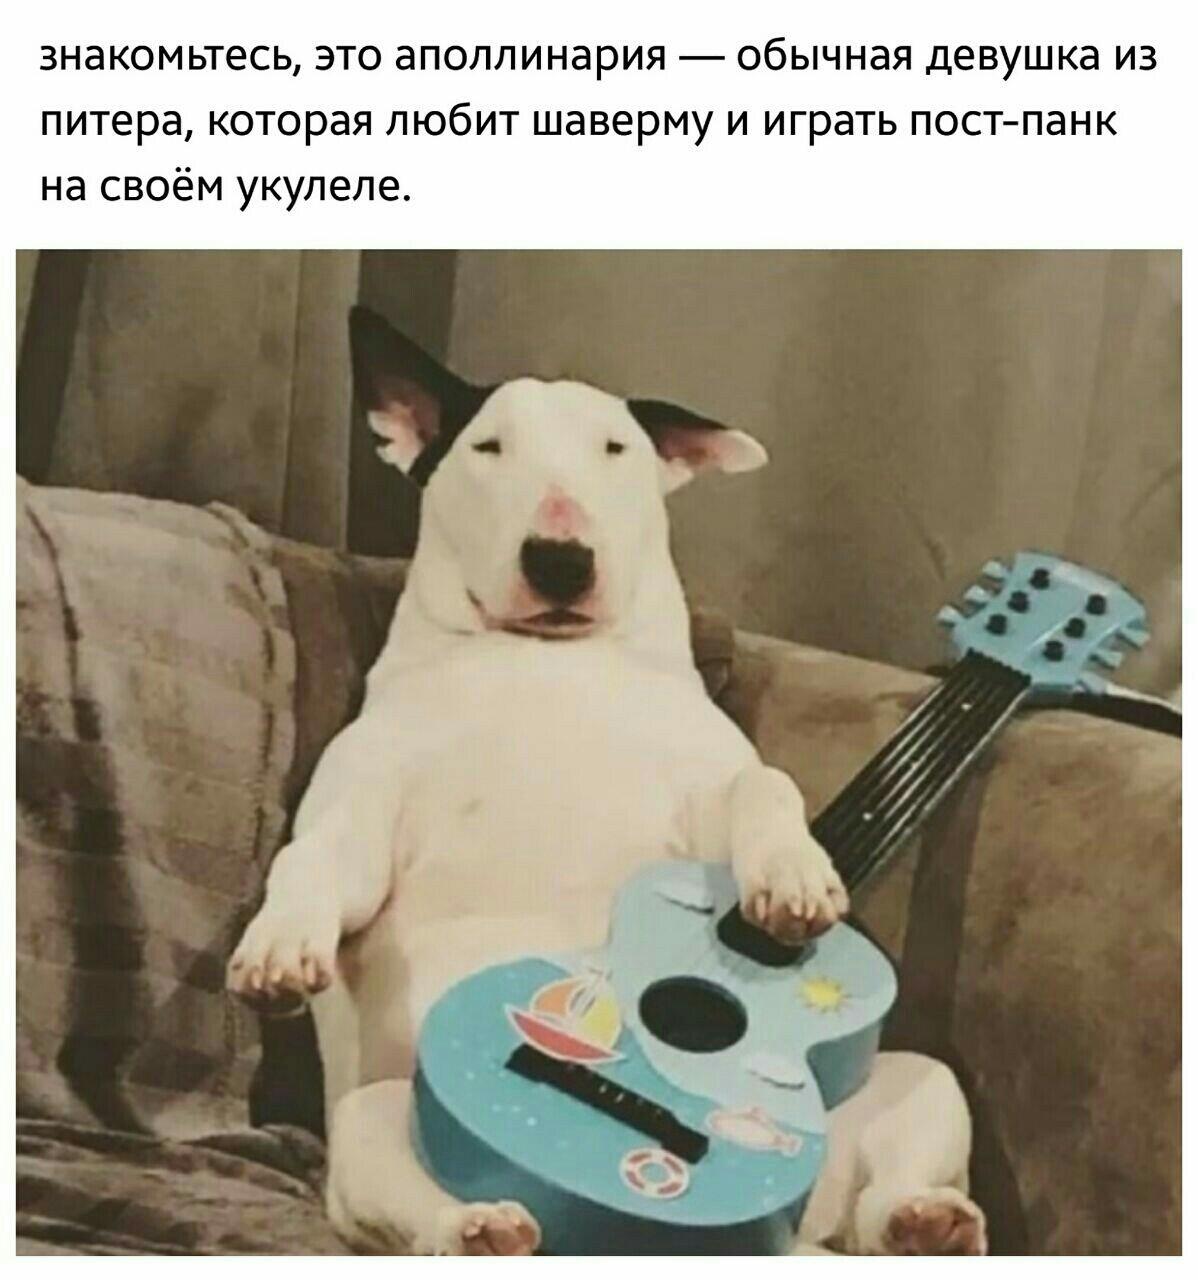 знакомьтесь, это аполлинария — обычная девушка из
питера, которая любит шаверму и играть пост-панк
на своём укулеле.